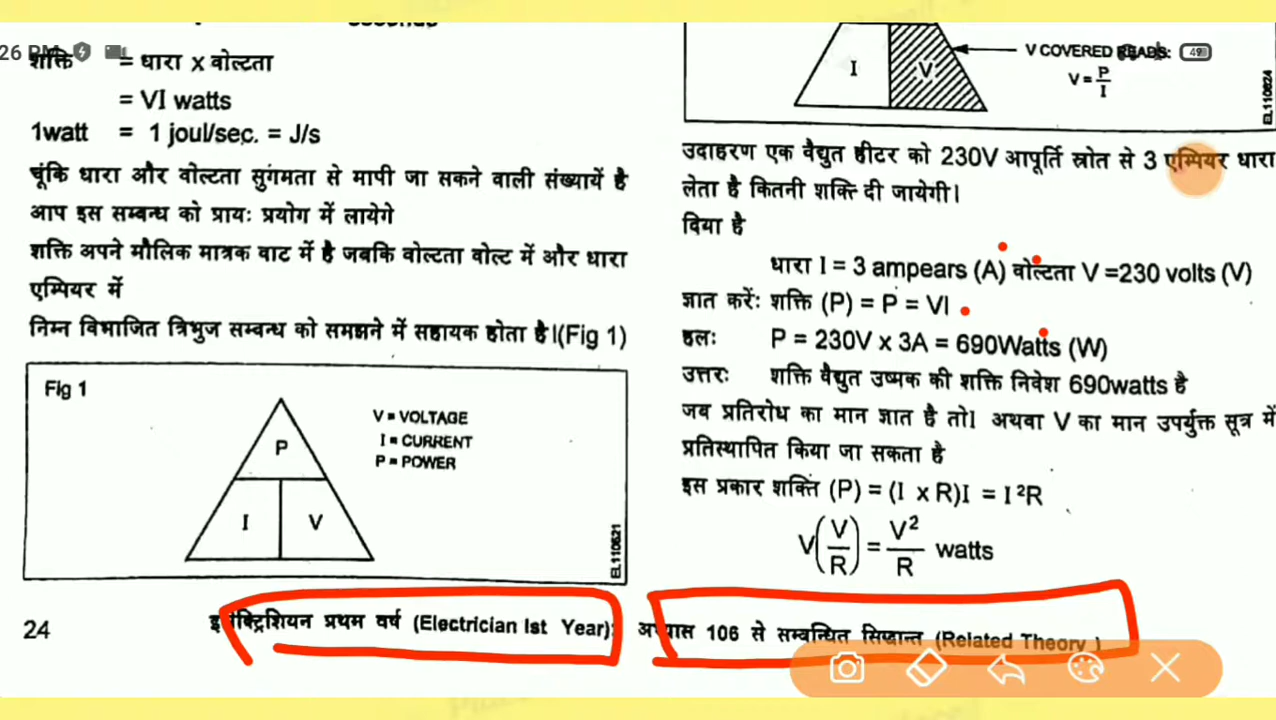 26 PM
49
शक्ति = धारा x वोल्टता
= VI watts
1watt = 1 joul/sec. = J/s
चूंकि धारा और वोल्टता सुंगमता से मापी जा सकने वाली संख्यायें है
आप इस सम्बन्ध को प्रायः प्रयोग में लायेगे
शक्ति अपने मौलिक मात्रक वाट में है जबकि वोल्टता वोल्ट में और धारा
एम्पियर में
निम्न विभाजित त्रिभुज सम्बन्ध को समझने में सहायक होता है।(Fig 1)
Fig 1
P
I V
V = VOLTAGE
I = CURRENT
P = POWER
EL110621
I V
V COVERED READS:
V = P/I
EL110624
उदाहरण एक वैद्युत हीटर को 230V आपूर्ति स्रोत से 3 एम्पियर धारा
लेता है कितनी शक्ति दी जायेगी।
दिया है
धारा I = 3 ampears (A) वोल्टता V =230 volts (V)
ज्ञात करेंः शक्ति (P) = P = VI
हलः P = 230V x 3A = 690Watts (W)
उत्तरः शक्ति वैद्युत उष्मक की शक्ति निवेश 690watts है
जब प्रतिरोध का मान ज्ञात है तो। अथवा V का मान उपर्युक्त सूत्र में
प्रतिस्थापित किया जा सकता है
इस प्रकार शक्ति (P) = (I x R)I = I²R
V(V/R) = V²/R watts
24
इलेक्ट्रिशियन प्रथम वर्ष (Electrician Ist Year): अभ्यास 106 से सम्बन्धित सिद्धान्त (Related Theory )